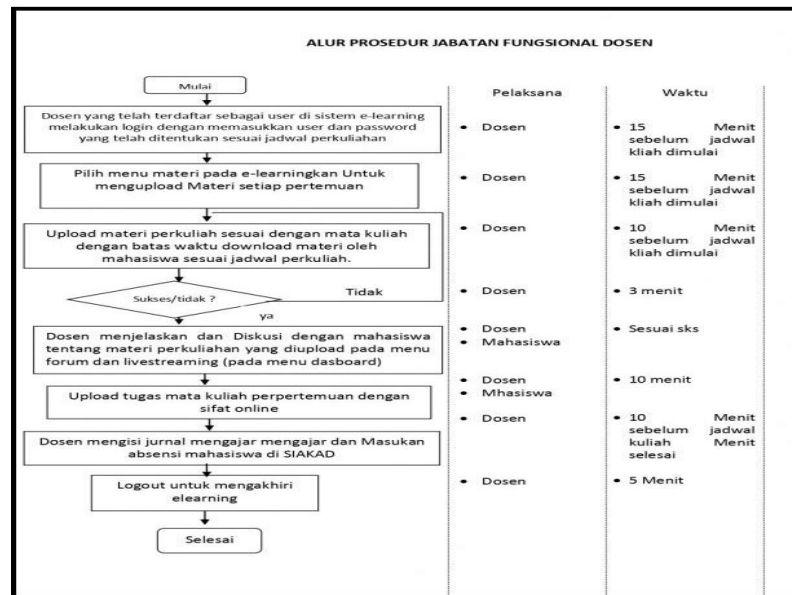 ALUR PROSEDUR JABATAN FUNGSIONAL DOSEN
Mulai
Pelaksana
Waktu
Dosen yang telah terdaftar sebagai user di sistem e-learning
melakukan login dengan memasukkan user dan password
yang telah ditentukan sesuai jadwal perkuliahan
• Dosen
• 15 Menit
sebelum jadwal
kliah dimulai
Pilih menu materi pada e-learningkan Untuk
mengupload Materi setiap pertemuan
• Dosen
• 15 Menit
sebelum jadwal
kliah dimulai
Upload materi perkuliah sesuai dengan mata kuliah
dengan batas waktu download materi oleh
mahasiswa sesuai jadwal perkuliah.
• Dosen
• 10 Menit
sebelum jadwal
kliah dimulai
Sukses/tidak ?
Tidak
ya
• Dosen
• 3 menit
Dosen menjelaskan dan Diskusi dengan mahasiswa
tentang materi perkuliahan yang diupload pada menu
forum dan livestreaming (pada menu dasboard)
• Dosen
• Mahasiswa
• Sesuai sks
Upload tugas mata kuliah perpertemuan dengan
sifat online
• Dosen
• Mhasiswa
• 10 menit
Dosen mengisi jurnal mengajar mengajar dan Masukan
absensi mahasiswa di SIAKAD
• Dosen
• 10 Menit
sebelum jadwal
kuliah Menit
selesai
Logout untuk mengakhiri
elearning
• Dosen
• 5 Menit
Selesai